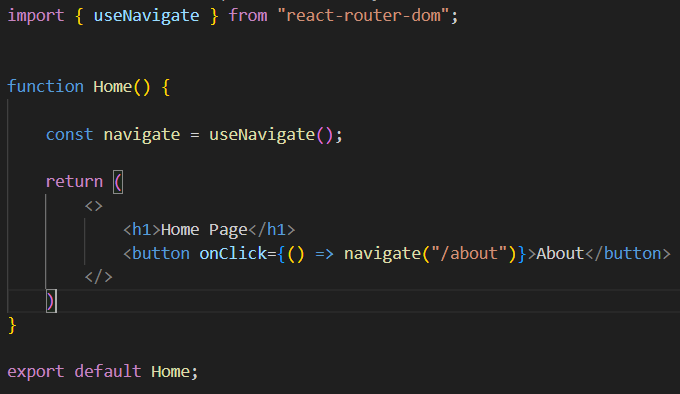 import { useNavigate } from "react-router-dom";
function Home() {
const navigate = useNavigate();
return (
<>
<h1>Home Page</h1>
<button onClick={() => navigate("/about")}>About</button>
</>
)
}
export default Home;